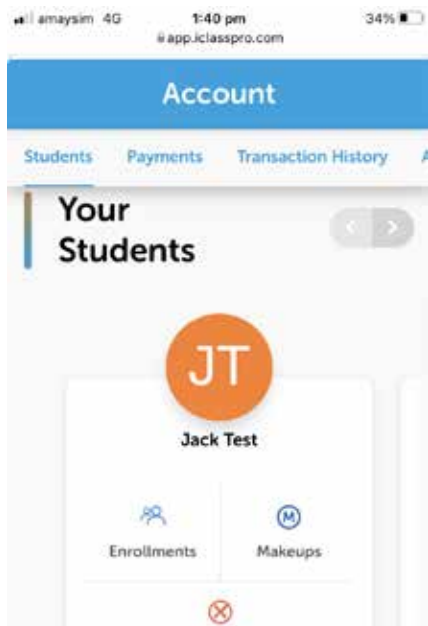 amaysim 4G 1:40 pm 34%
app.iclasspro.com
Account
Students Payments Transaction History A
Your
Students
JT
Jack Test
M
Enrollments Makeups